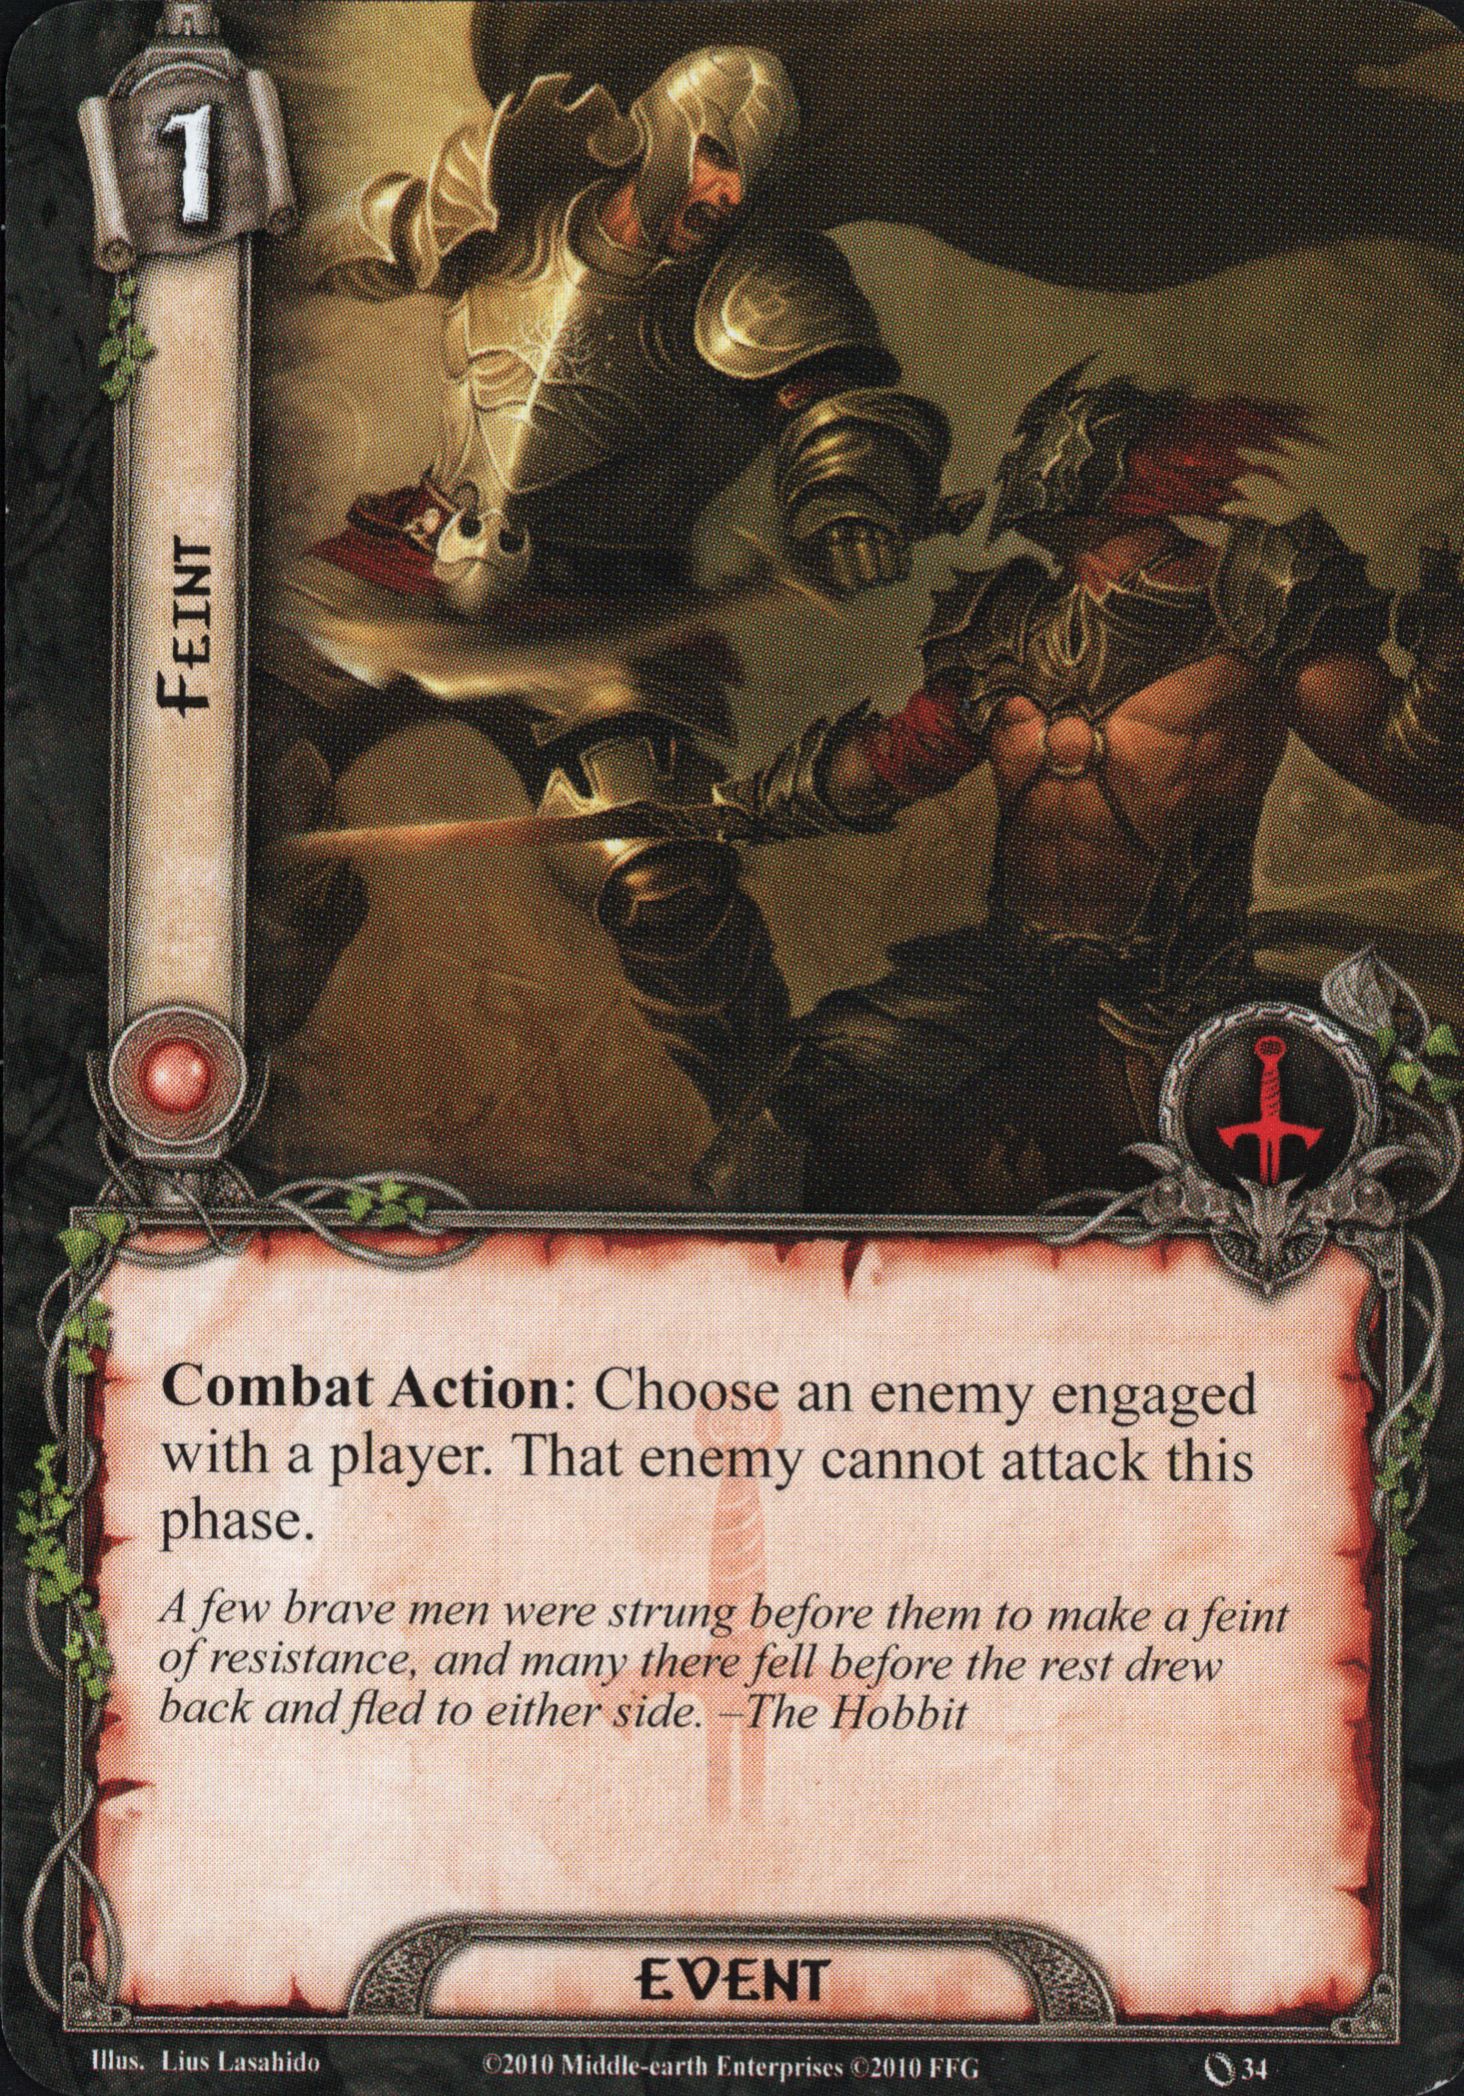 1
FEINT
Combat Action: Choose an enemy engaged
with a player. That enemy cannot attack this
phase.
A few brave men were strung before them to make a feint
of resistance, and many there fell before the rest drew
back and fled to either side. –The Hobbit
EVENT
Illus. Lius Lasahido
©2010 Middle-earth Enterprises ©2010 FFG
34